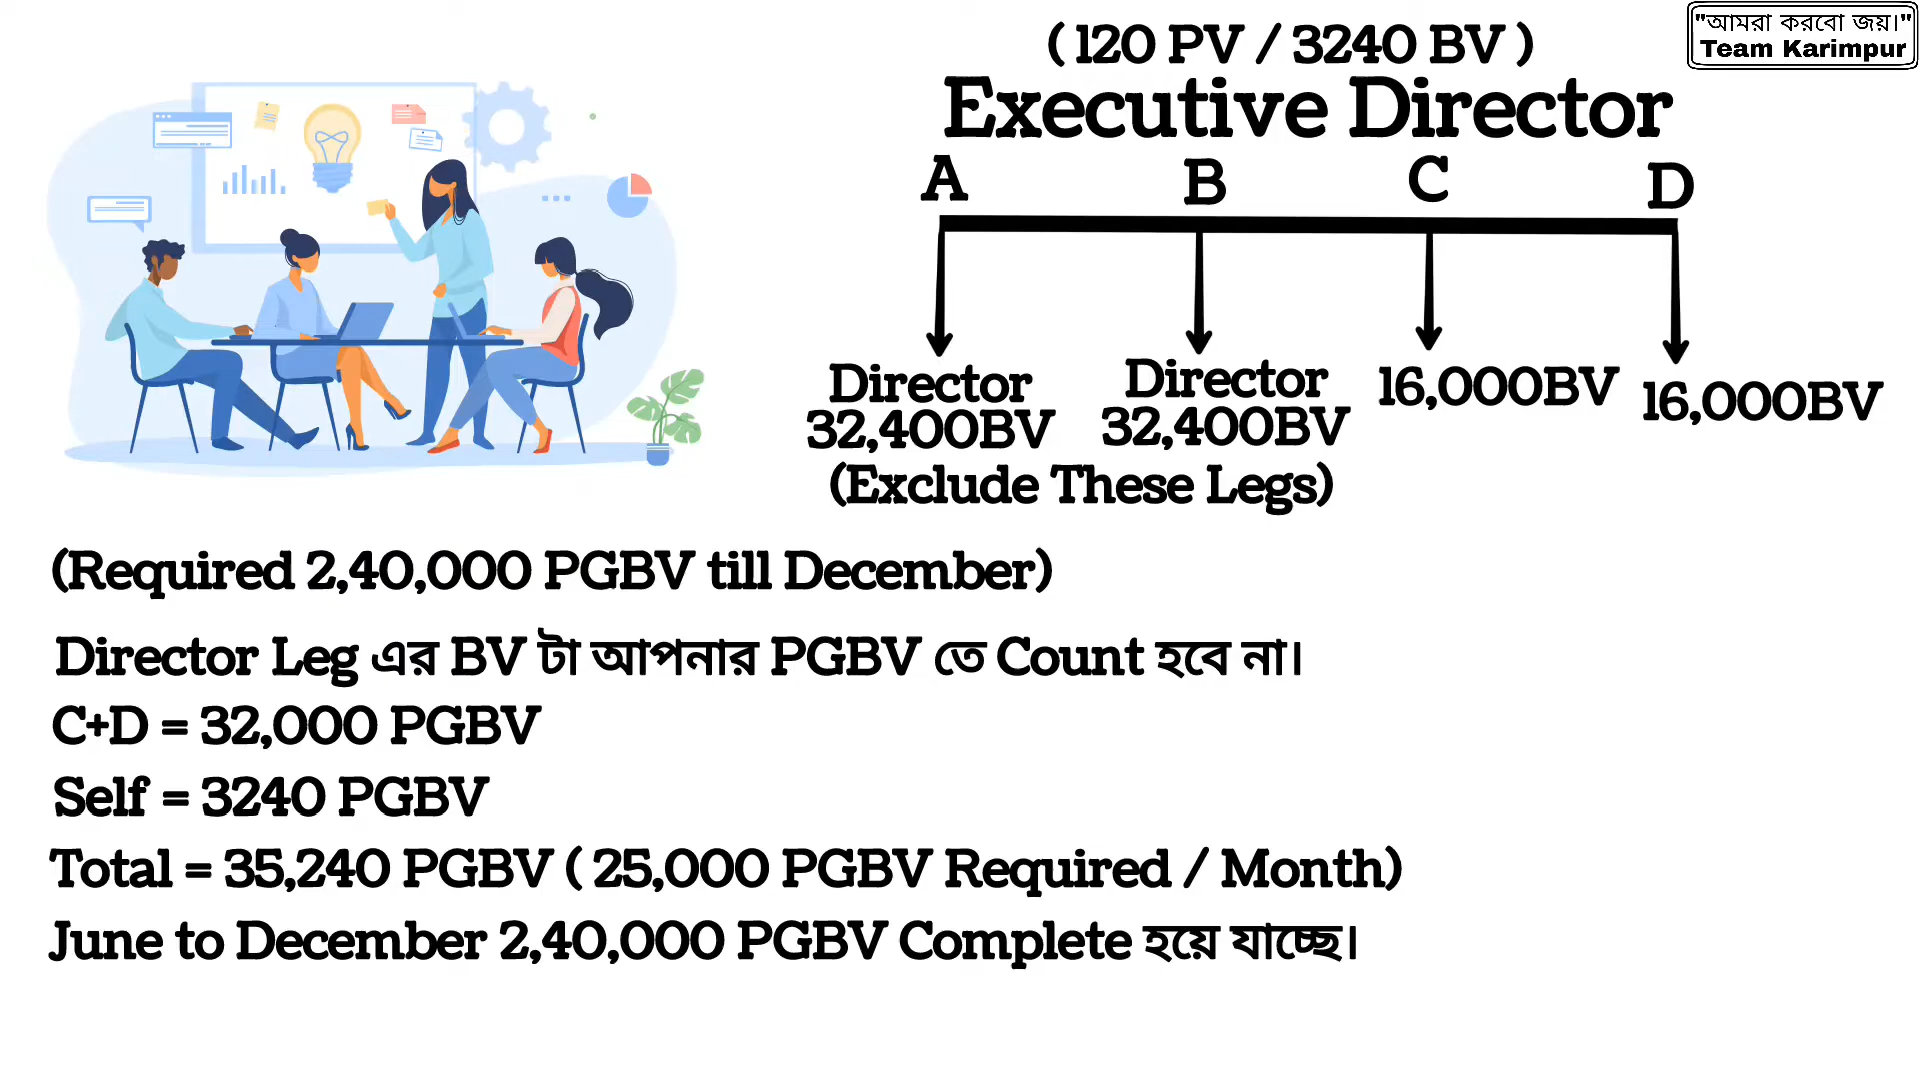 "আমরা করবো জয়।"
Team Karimpur
( 120 PV / 3240 BV )
Executive Director
A B C D
Director
32,400BV
Director
32,400BV
16,000BV
16,000BV
(Exclude These Legs)
(Required 2,40,000 PGBV till December)
Director Leg এর BV টা আপনার PGBV তে Count হবে না।
C+D = 32,000 PGBV
Self = 3240 PGBV
Total = 35,240 PGBV ( 25,000 PGBV Required / Month)
June to December 2,40,000 PGBV Complete হয়ে যাচ্ছে।